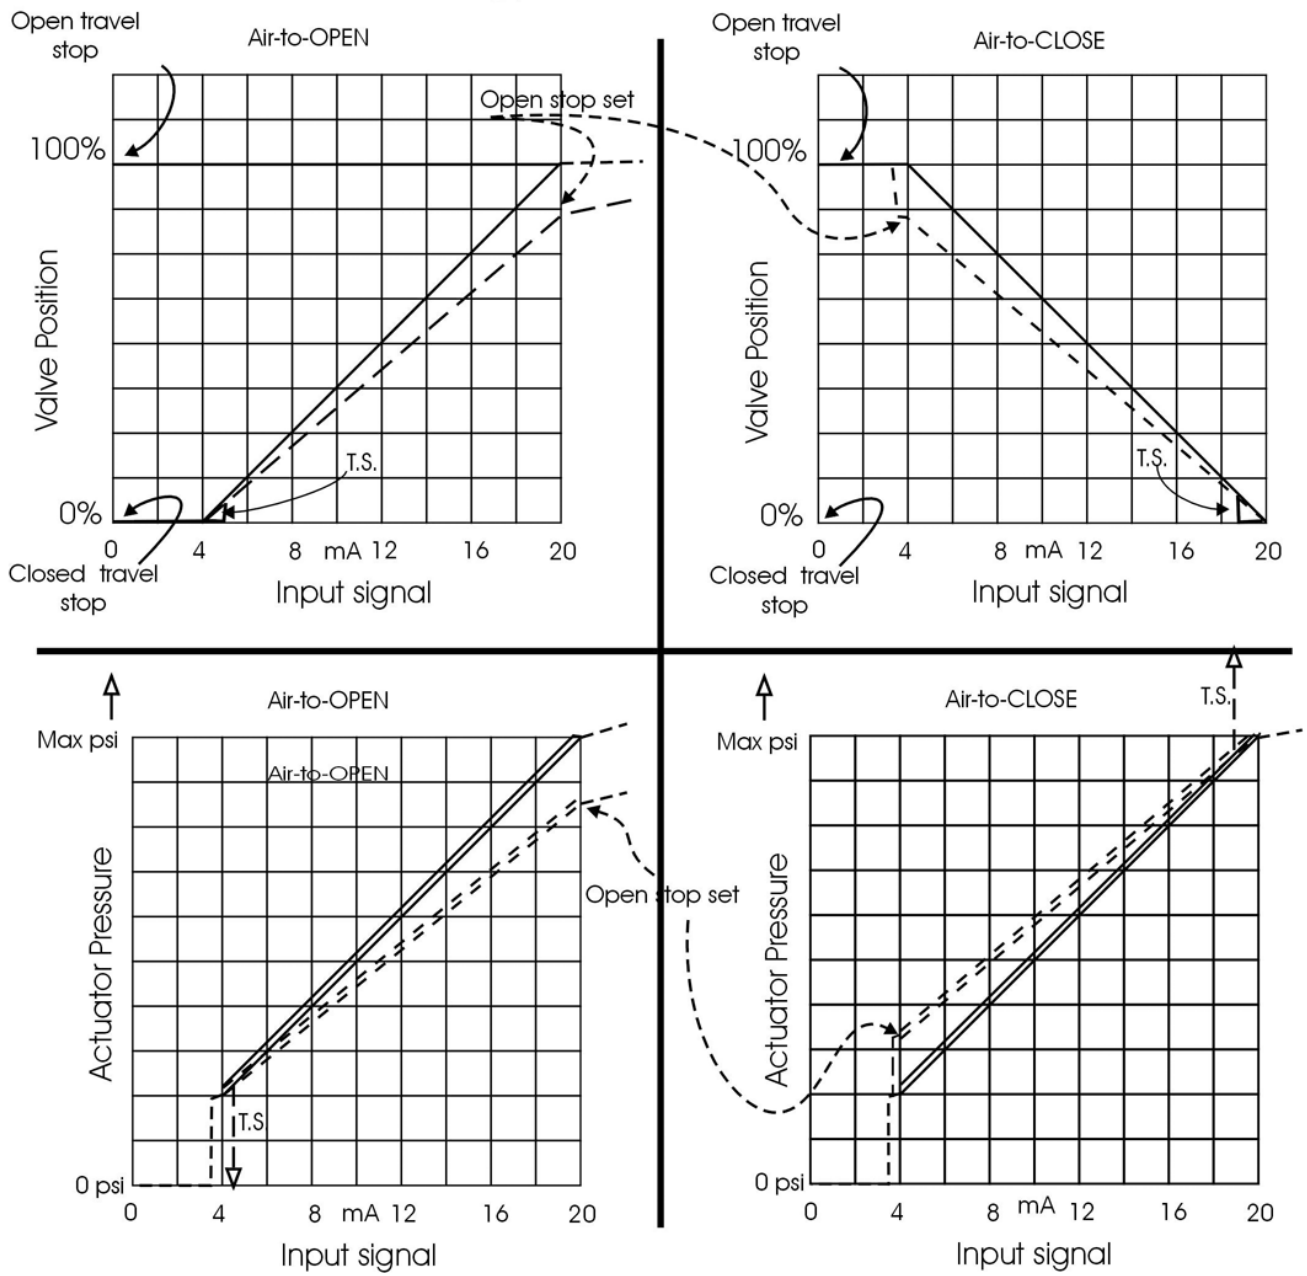 Open travel
stop
Air-to-OPEN
Open stop set
100%
Valve Position
T.S.
0%
0 4 8 mA 12 16 20
Closed travel
stop
Input signal
Open travel
stop
Air-to-CLOSE
100%
Valve Position
T.S.
0%
0 4 8 mA 12 16 20
Closed travel
stop
Input signal
Air-to-OPEN
Max psi
Air-to-OPEN
Actuator Pressure
Open stop set
T.S.
0 psi
0 4 8 mA 12 16 20
Input signal
Air-to-CLOSE
T.S.
Max psi
Actuator Pressure
0 psi
0 4 8 mA 12 16 20
Input signal